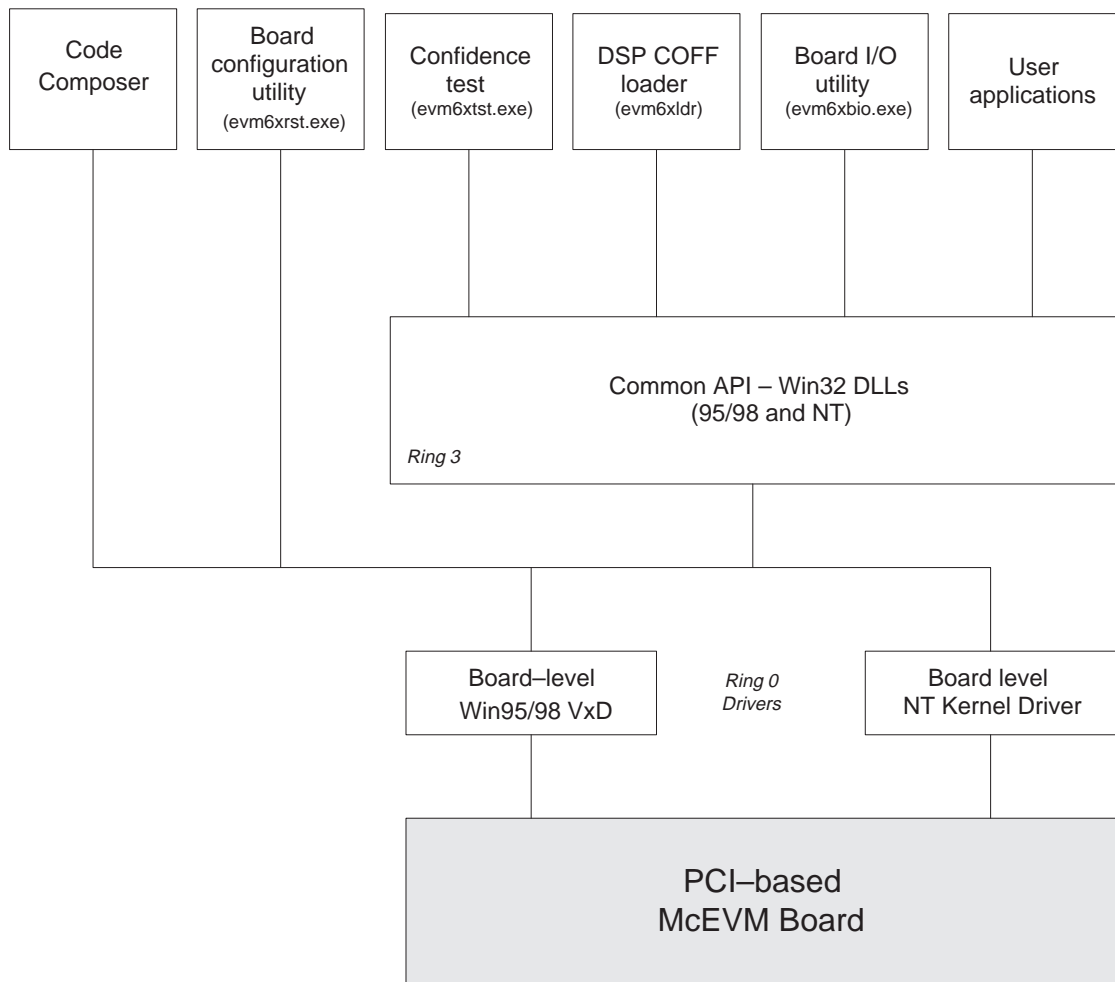 Code
Composer
Board
configuration
utility
(evm6xrst.exe)
Confidence
test
(evm6xtst.exe)
DSP COFF
loader
(evm6xldr)
Board I/O
utility
(evm6xbio.exe)
User
applications
Common API – Win32 DLLs
(95/98 and NT)
Ring 3
Board–level
Win95/98 VxD
Ring 0
Drivers
Board level
NT Kernel Driver
PCI–based
McEVM Board